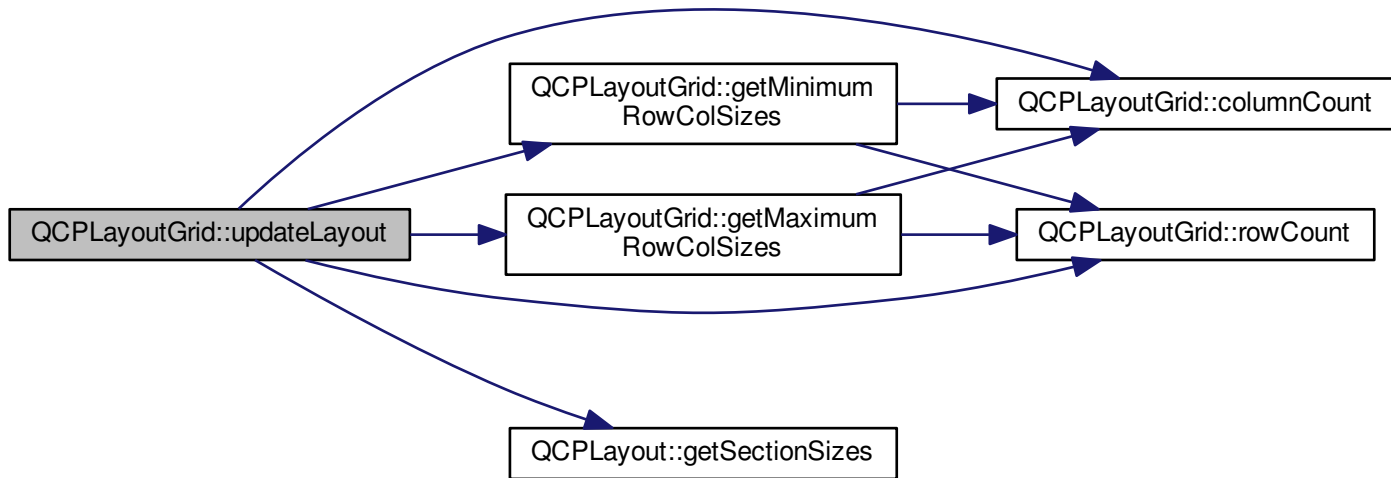 QCPLayoutGrid::updateLayout
QCPLayoutGrid::getMinimum
RowColSizes
QCPLayoutGrid::getMaximum
RowColSizes
QCPLayout::getSectionSizes
QCPLayoutGrid::columnCount
QCPLayoutGrid::rowCount